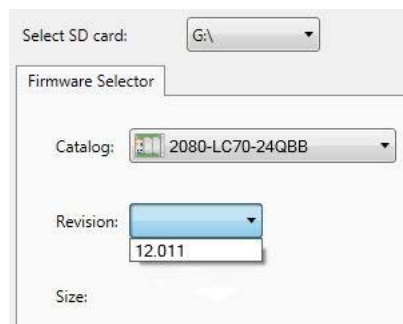 Select SD card: G:\
Firmware Selector
Catalog: 2080-LC70-24QBB
Revision:
12.011
Size: